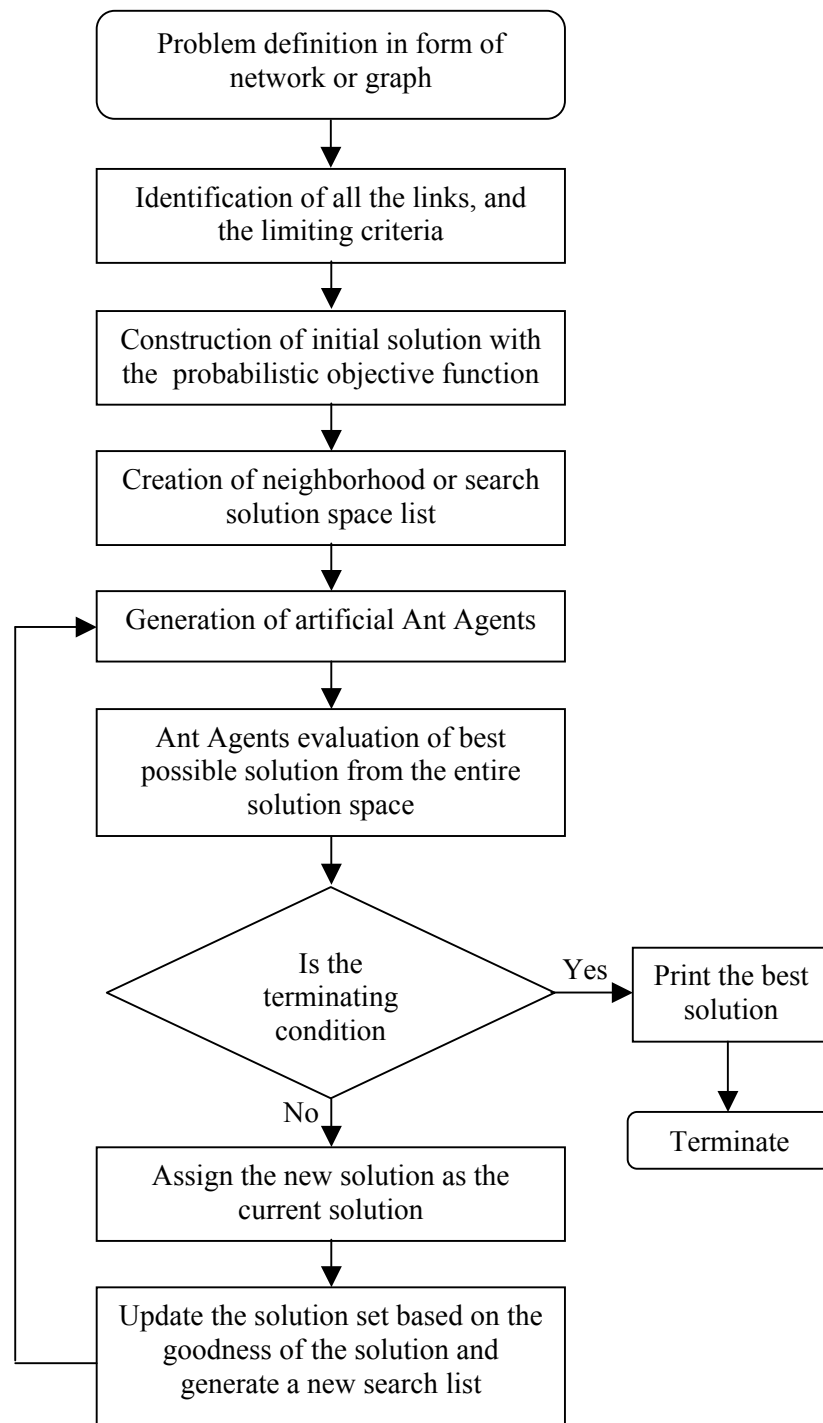 Problem definition in form of
network or graph
Identification of all the links, and
the limiting criteria
Construction of initial solution with
the probabilistic objective function
Creation of neighborhood or search
solution space list
Generation of artificial Ant Agents
Ant Agents evaluation of best
possible solution from the entire
solution space
Is the
terminating
condition
Yes
Print the best
solution
Terminate
No
Assign the new solution as the
current solution
Update the solution set based on the
goodness of the solution and
generate a new search list